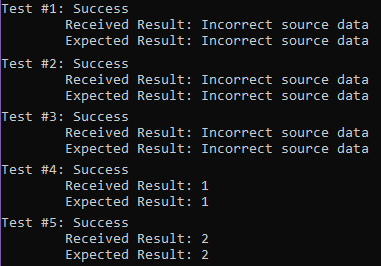 Test #1: Success
Received Result: Incorrect source data
Expected Result: Incorrect source data
Test #2: Success
Received Result: Incorrect source data
Expected Result: Incorrect source data
Test #3: Success
Received Result: Incorrect source data
Expected Result: Incorrect source data
Test #4: Success
Received Result: 1
Expected Result: 1
Test #5: Success
Received Result: 2
Expected Result: 2